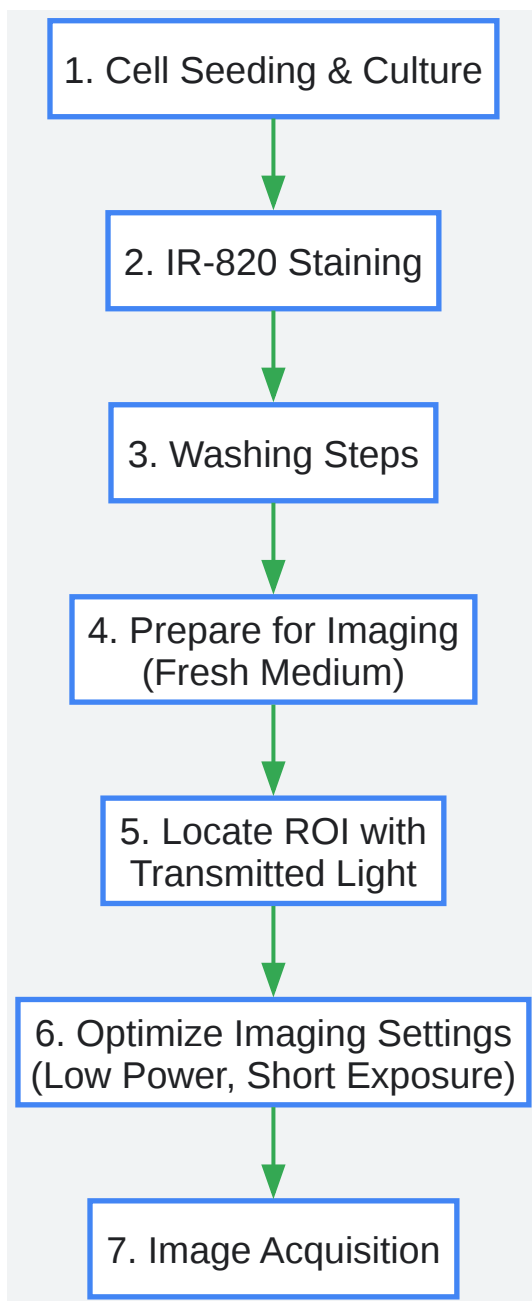 1. Cell Seeding & Culture
2. IR-820 Staining
3. Washing Steps
4. Prepare for Imaging
(Fresh Medium)
5. Locate ROI with
Transmitted Light
6. Optimize Imaging Settings
(Low Power, Short Exposure)
7. Image Acquisition